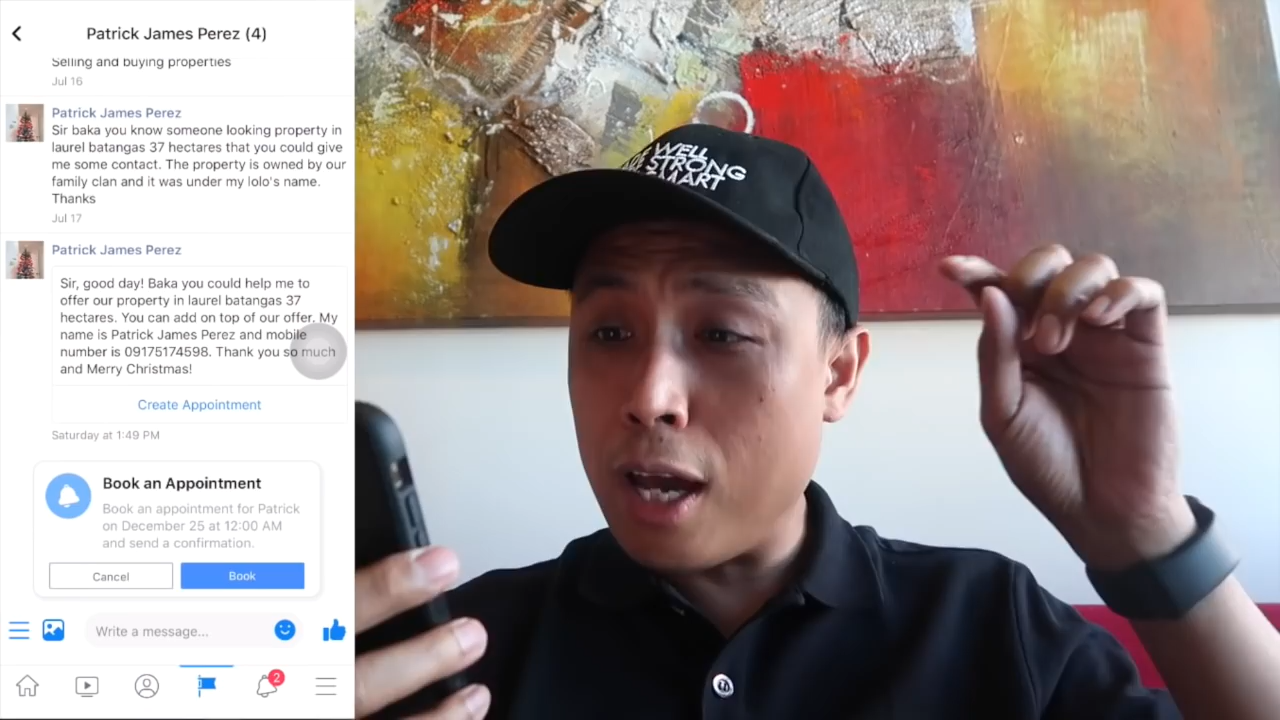 Patrick James Perez (4)
Selling and buying properties
Jul 16
Patrick James Perez
Sir baka you know someone looking property in
laurel batangas 37 hectares that you could give
me some contact. The property is owned by our
family clan and it was under my lolo's name.
Thanks
Jul 17
Patrick James Perez
Sir, good day! Baka you could help me to
offer our property in laurel batangas 37
hectares. You can add on top of our offer. My
name is Patrick James Perez and mobile
number is 09175174598. Thank you so much
and Merry Christmas!
Create Appointment
Saturday at 1:49 PM
Book an Appointment
Book an appointment for Patrick
on December 25 at 12:00 AM
and send a confirmation.
Cancel
Book
Write a message...
2
WELL
STRONG